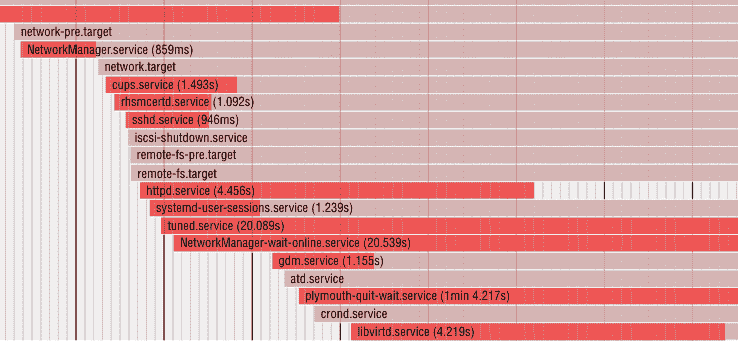 network-pre.target
NetworkManager.service (859ms)
network.target
cups.service (1.493s)
rhsmcertd.service (1.092s)
sshd.service (946ms)
iscsi-shutdown.service
remote-fs-pre.target
remote-fs.target
httpd.service (4.456s)
systemd-user-sessions.service (1.239s)
tuned.service (20.089s)
NetworkManager-wait-online.service (20.539s)
gdm.service (1.155s)
atd.service
plymouth-quit-wait.service (1min 4.217s)
crond.service
libvirtd.service (4.219s)